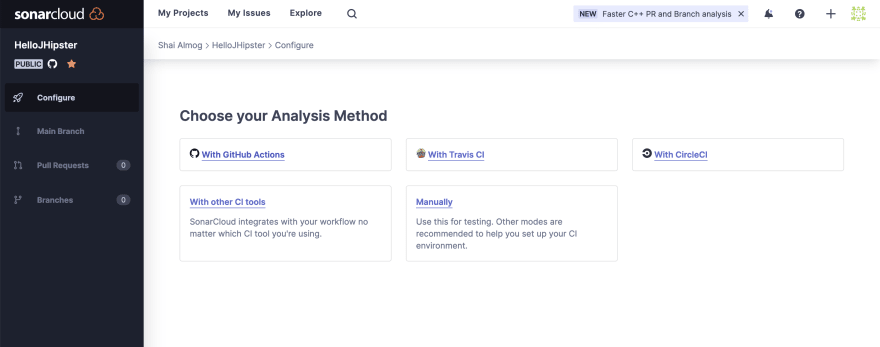 sonarcloud
My Projects My Issues Explore
NEW Faster C++ PR and Branch analysis
HelloJHipster
PUBLIC
Shai Almog > HelloJHipster > Configure
Configure
Main Branch
Pull Requests 0
Branches 0
Choose your Analysis Method
With GitHub Actions
With Travis CI
With CircleCI
With other CI tools
SonarCloud integrates with your workflow no
matter which CI tool you're using.
Manually
Use this for testing. Other modes are
recommended to help you set up your CI
environment.